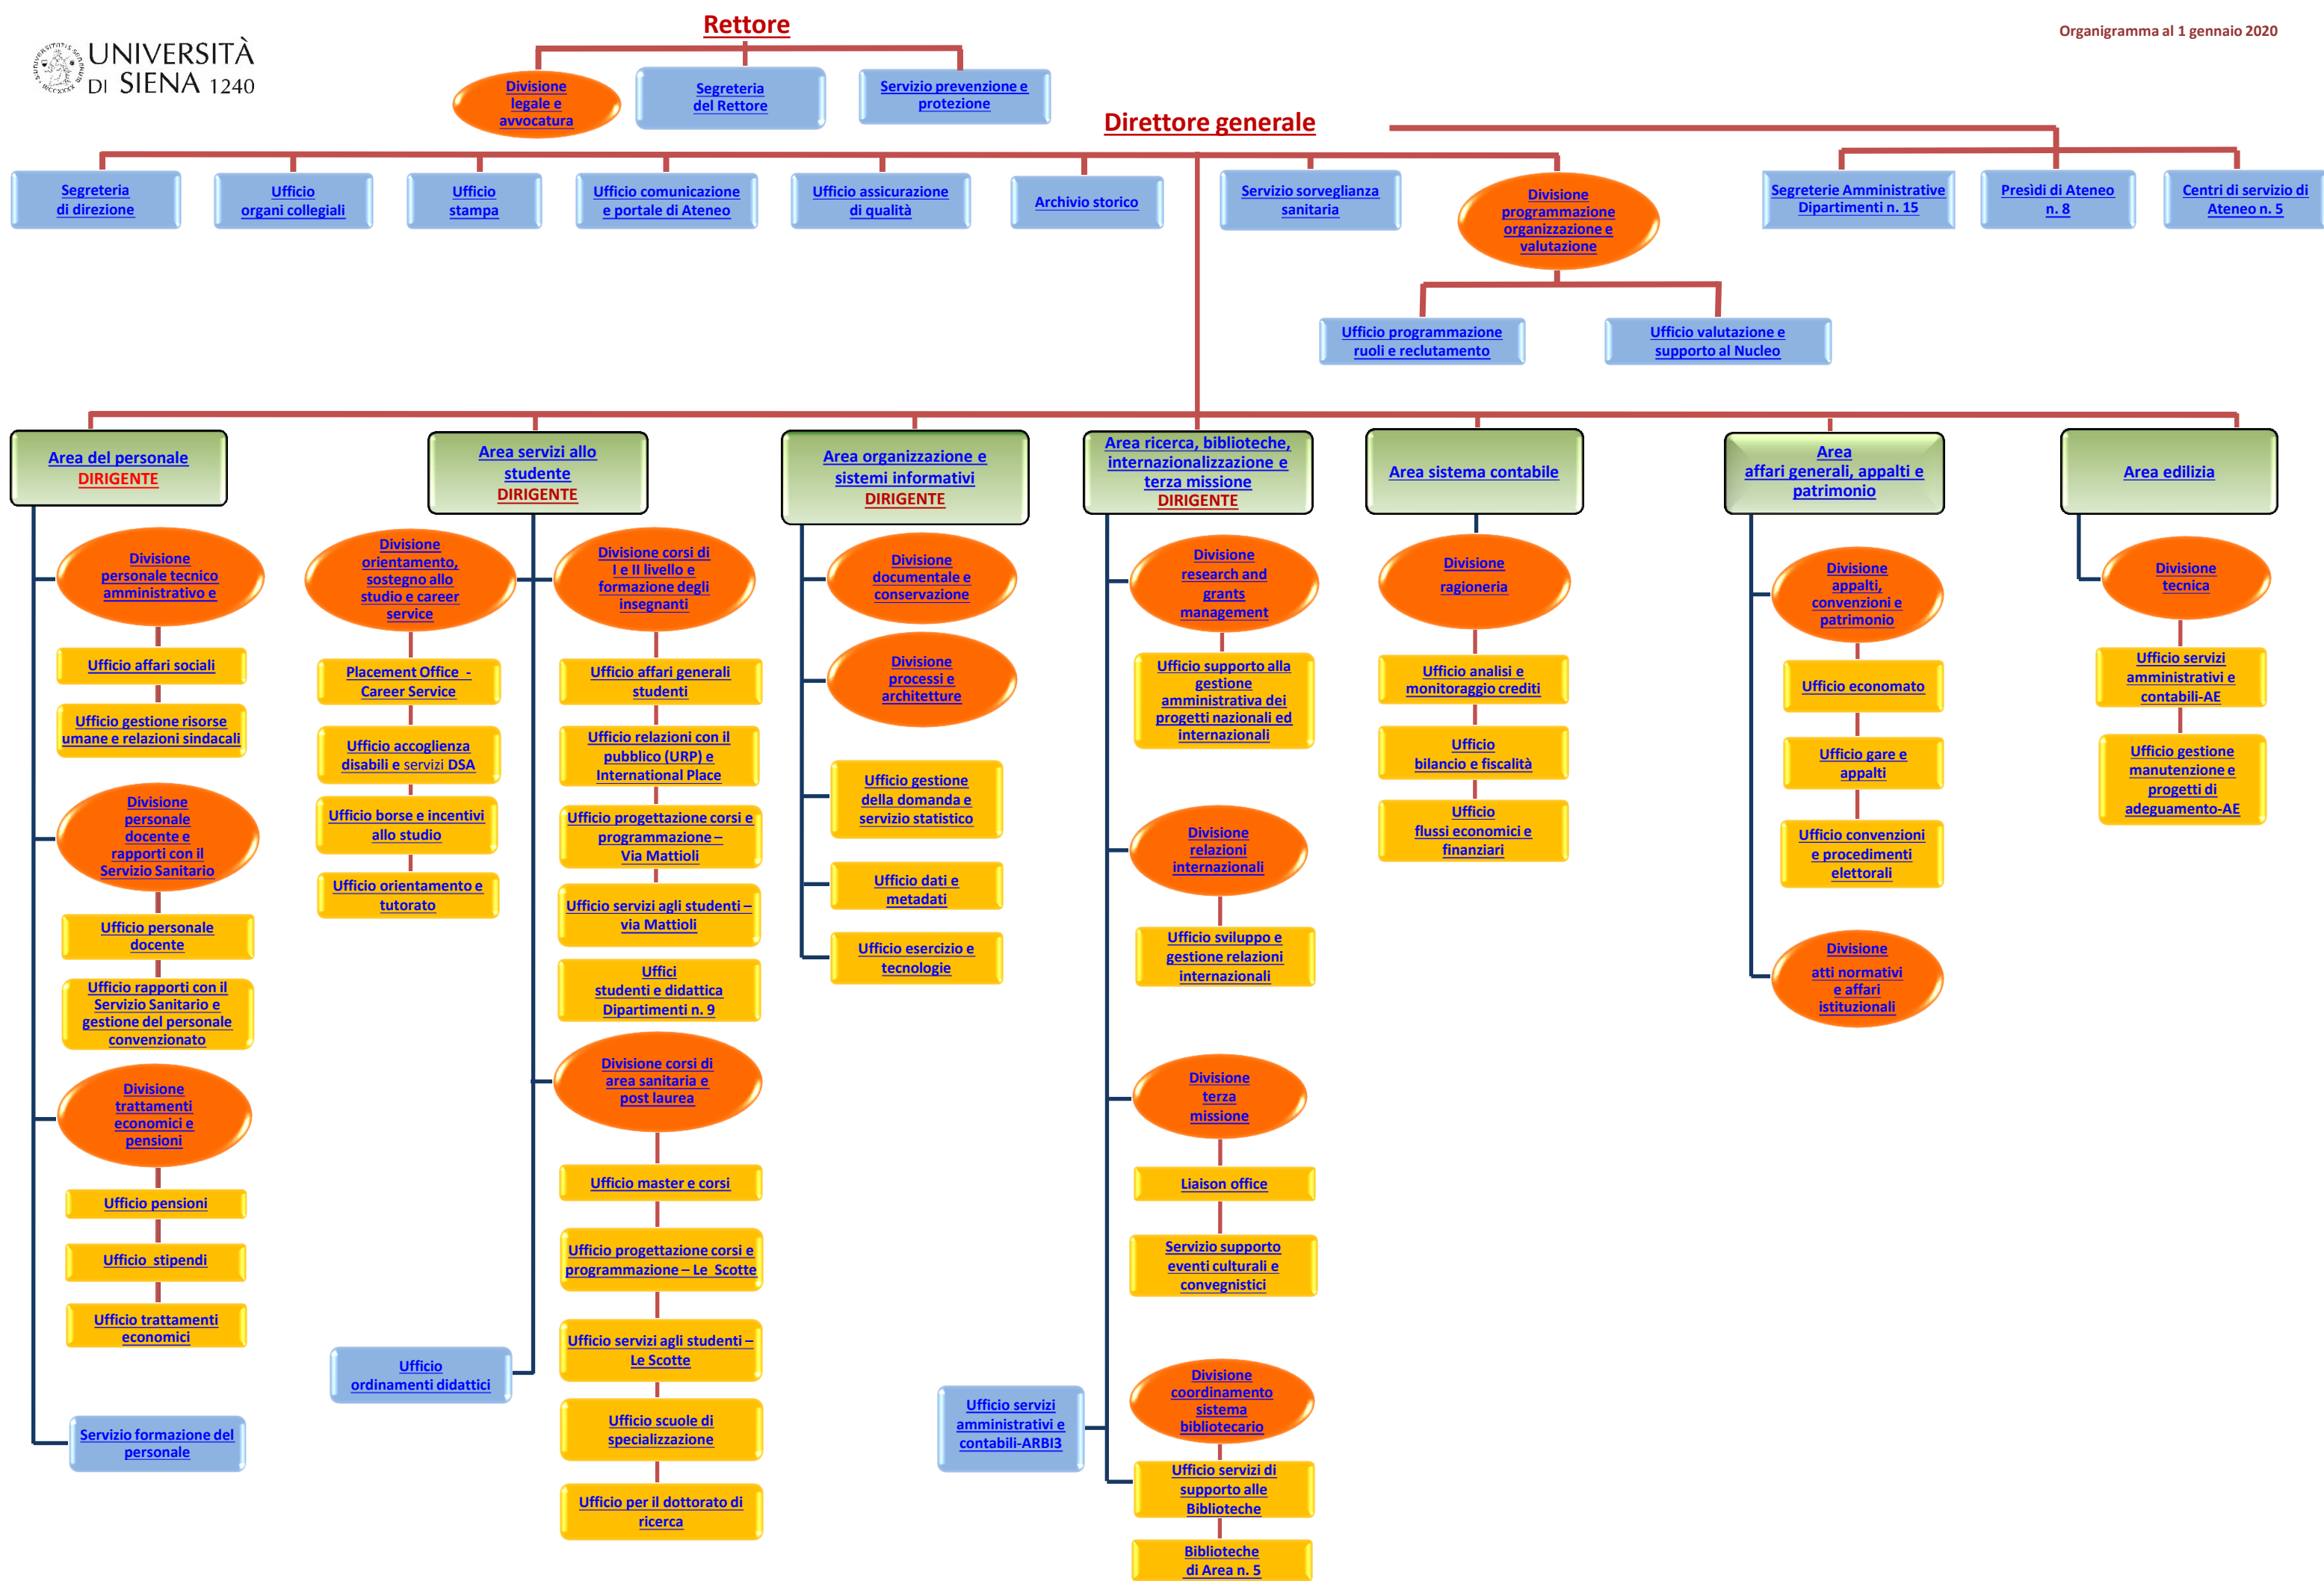 Rettore
Organigramma al 1 gennaio 2020
UNIVERSITÀ
DI SIENA 1240
Divisione
legale e
avvocatura
Segreteria
del Rettore
Servizio prevenzione e
protezione
Direttore generale
Segreteria
di direzione
Ufficio
organi collegiali
Ufficio
stampa
Ufficio comunicazione
e portale di Ateneo
Ufficio assicurazione
di qualità
Archivio storico
Servizio sorveglianza
sanitaria
Divisione
programmazione
organizzazione e
valutazione
Segreterie Amministrative
Dipartimenti n. 15
Presìdi di Ateneo
n. 8
Centri di servizio di
Ateneo n. 5
Ufficio programmazione
ruoli e reclutamento
Ufficio valutazione e
supporto al Nucleo
Area del personale
DIRIGENTE
Divisione
personale tecnico
amministrativo e
Ufficio affari sociali
Ufficio gestione risorse
umane e relazioni sindacali
Divisione
personale
docente e
rapporti con il
Servizio Sanitario
Ufficio personale
docente
Ufficio rapporti con il
Servizio Sanitario e
gestione del personale
convenzionato
Divisione
trattamenti
economici e
pensioni
Ufficio pensioni
Ufficio  stipendi
Ufficio trattamenti
economici
Servizio formazione del
personale
Area servizi allo
studente
DIRIGENTE
Divisione
orientamento,
sostegno allo
studio e career
service
Placement Office  -
Career Service
Ufficio accoglienza
disabili e servizi DSA
Ufficio borse e incentivi
allo studio
Ufficio orientamento e
tutorato
Ufficio
ordinamenti didattici
Divisione corsi di
I e II livello e
formazione degli
insegnanti
Ufficio affari generali
studenti
Ufficio relazioni con il
pubblico (URP) e
International Place
Ufficio progettazione corsi e
programmazione –
Via Mattioli
Ufficio servizi agli studenti –
via Mattioli
Uffici
studenti e didattica
Dipartimenti n. 9
Divisione corsi di
area sanitaria e
post laurea
Ufficio master e corsi
Ufficio progettazione corsi e
programmazione – Le  Scotte
Ufficio servizi agli studenti –
Le Scotte
Ufficio scuole di
specializzazione
Ufficio per il dottorato di
ricerca
Area organizzazione e
sistemi informativi
DIRIGENTE
Divisione
documentale e
conservazione
Divisione
processi e
architetture
Ufficio gestione
della domanda e
servizio statistico
Ufficio dati e
metadati
Ufficio esercizio e
tecnologie
Area ricerca, biblioteche,
internazionalizzazione e
terza missione
DIRIGENTE
Divisione
research and
grants
management
Ufficio supporto alla
gestione
amministrativa dei
progetti nazionali ed
internazionali
Divisione
relazioni
internazionali
Ufficio sviluppo e
gestione relazioni
internazionali
Divisione
terza
missione
Liaison office
Servizio supporto
eventi culturali e
convegnistici
Ufficio servizi
amministrativi e
contabili-ARBI3
Divisione
coordinamento
sistema
bibliotecario
Ufficio servizi di
supporto alle
Biblioteche
Biblioteche
di Area n. 5
Area sistema contabile
Divisione
ragioneria
Ufficio analisi e
monitoraggio crediti
Ufficio
bilancio e fiscalità
Ufficio
flussi economici e
finanziari
Area
affari generali, appalti e
patrimonio
Divisione
appalti,
convenzioni e
patrimonio
Ufficio economato
Ufficio gare e
appalti
Ufficio convenzioni
e procedimenti
elettorali
Divisione
atti normativi
e affari
istituzionali
Area edilizia
Divisione
tecnica
Ufficio servizi
amministrativi e
contabili-AE
Ufficio gestione
manutenzione e
progetti di
adeguamento-AE